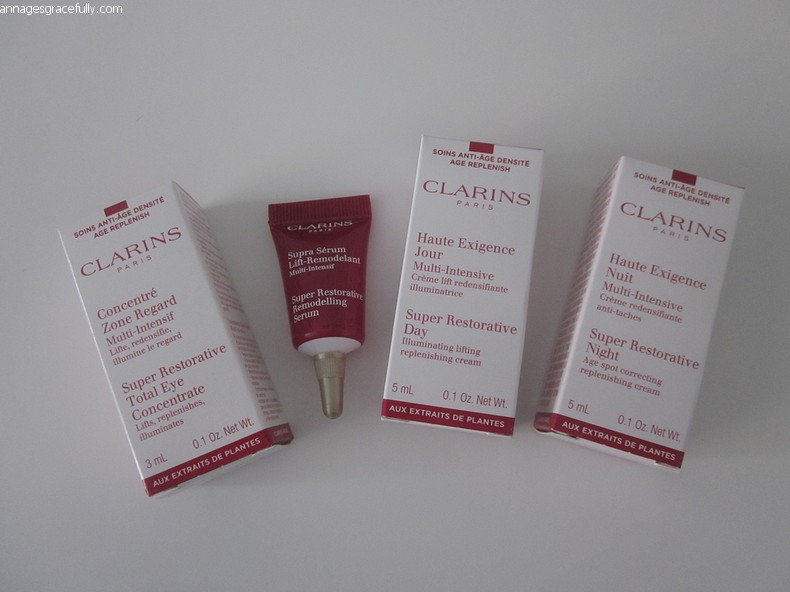 annagesgracefully.com
SOINS ANTI-ÂGE DENSITÉ
AGE REPLENISH
CLARINS
PARIS
Concentré
Zone Regard
Multi-Intensif
Lifte, redensifie,
illumine le regard
Super Restorative
Total Eye
Concentrate
Lifts, replenishes,
illuminates
3 mL 0.1 Oz. Net Wt.
AUX EXTRAITS DE PLANTES
CLARINS
Supra Sérum
Lift-Remodelant
Multi-Intensif
Super Restorative
Remodelling
Serum
SOINS ANTI-ÂGE DENSITÉ
AGE REPLENISH
CLARINS
PARIS
Haute Exigence
Jour
Multi-Intensive
Crème lift redensifiante
illuminatrice
Super Restorative
Day
Illuminating lifting
replenishing cream
5 mL 0.1 Oz. Net Wt.
AUX EXTRAITS DE PLANTES
SOINS ANTI-ÂGE DENSITÉ
AGE REPLENISH
CLARINS
PARIS
Haute Exigence
Nuit
Multi-Intensive
Crème redensifiante
anti-taches
Super Restorative
Night
Age spot correcting
replenishing cream
5 mL 0.1 Oz. Net Wt.
AUX EXTRAITS DE PLANTES